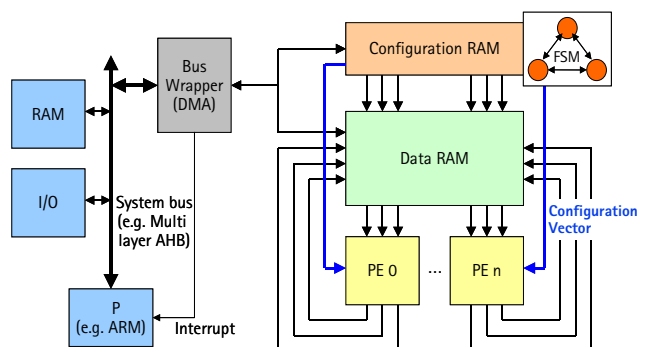 Configuration RAM
FSM
Bus
Wrapper
(DMA)
RAM
Data RAM
I/O
System bus
(e.g. Multi
layer AHB)
Configuration
Vector
PE 0
...
PE n
P
(e.g. ARM)
Interrupt